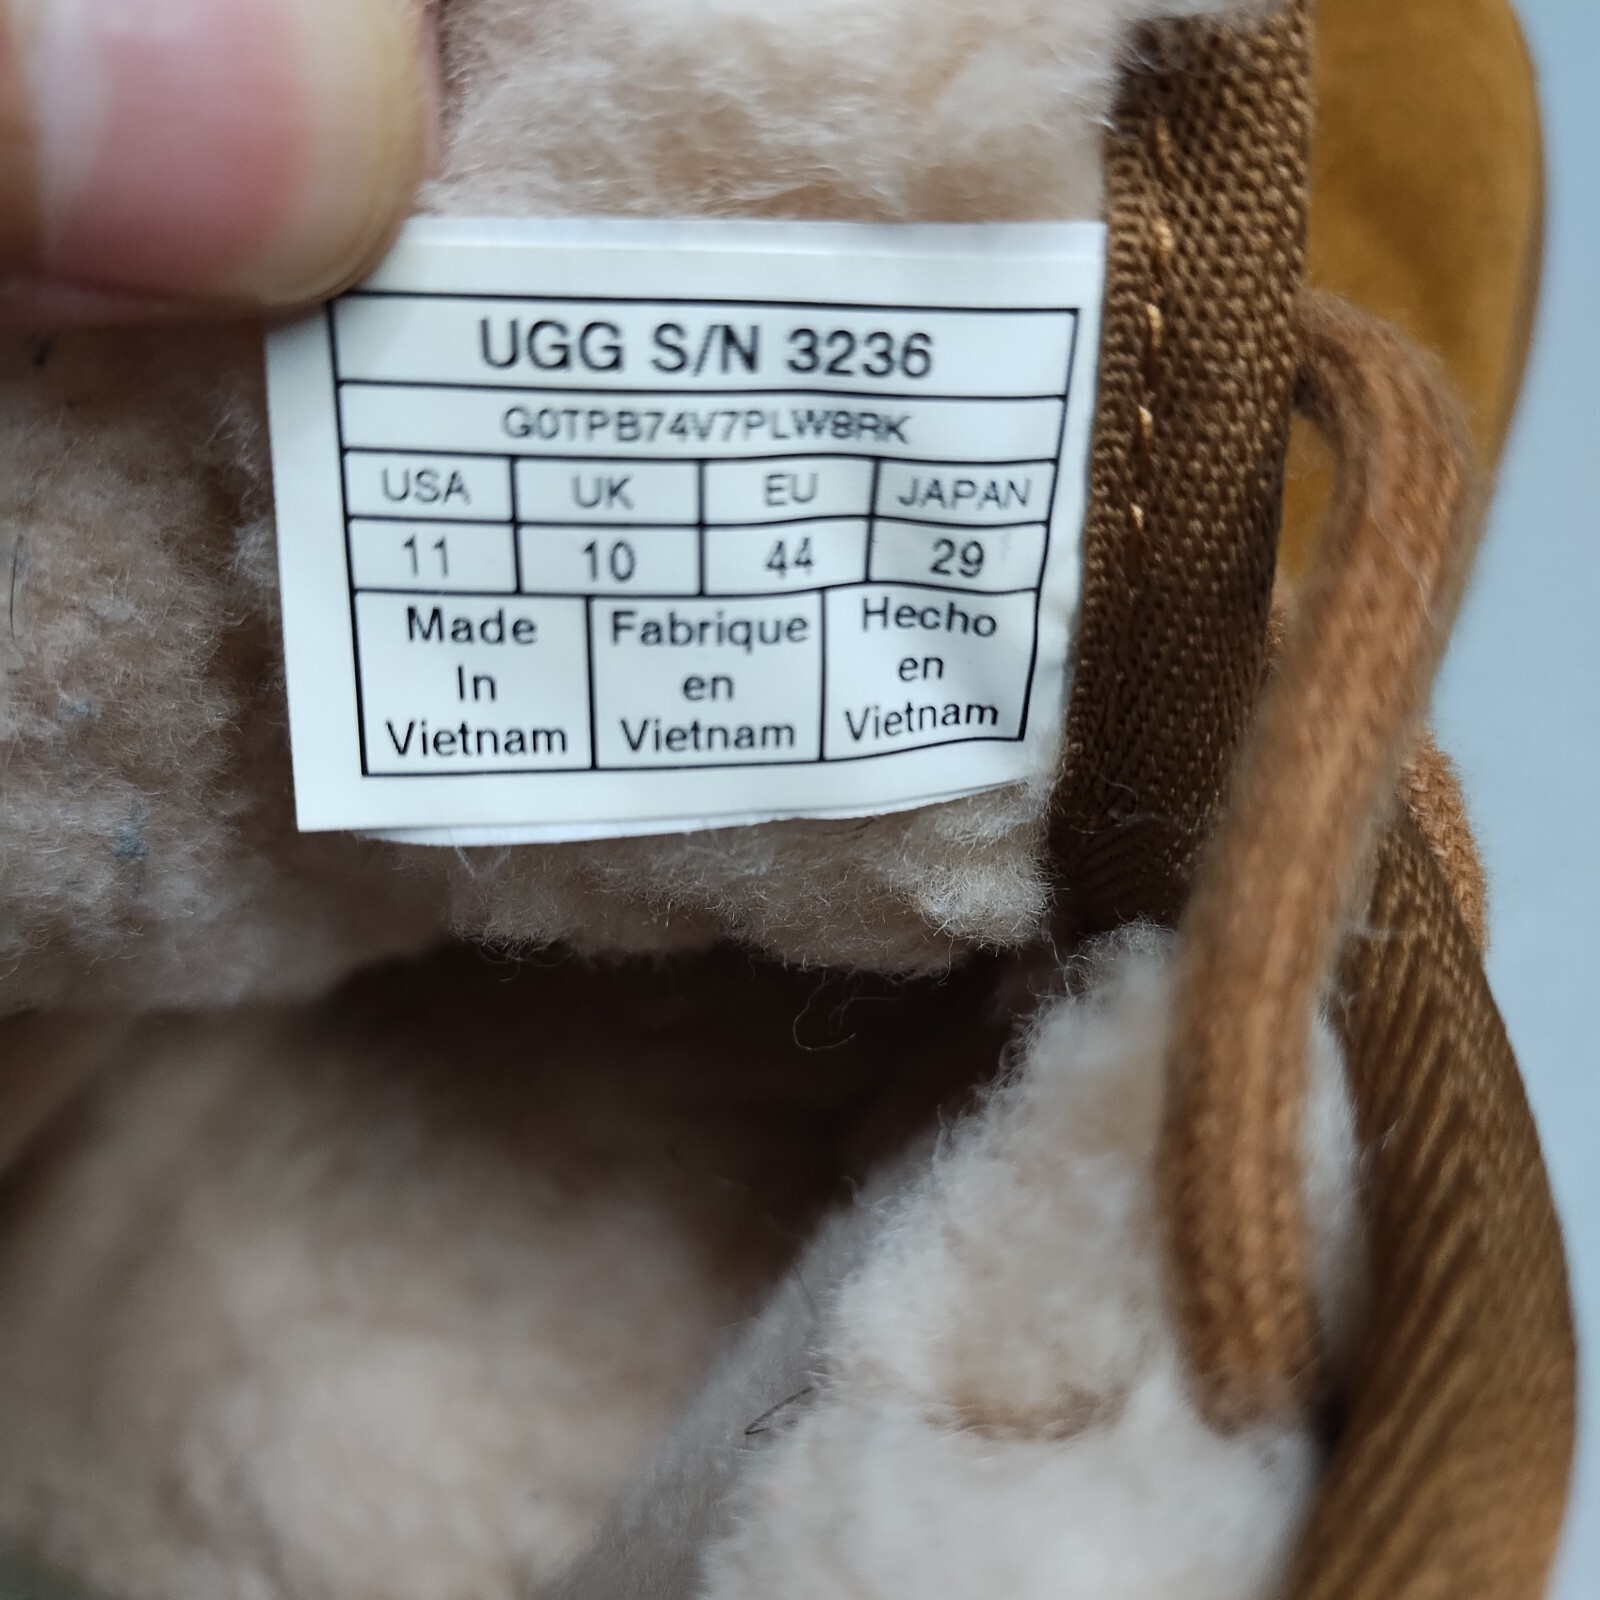 UGG S/N 3236
G0TPB74V7PLW8RK
USA UK EU JAPAN
11 10 44 29
Made In Vietnam
Fabrique en Vietnam
Hecho en Vietnam